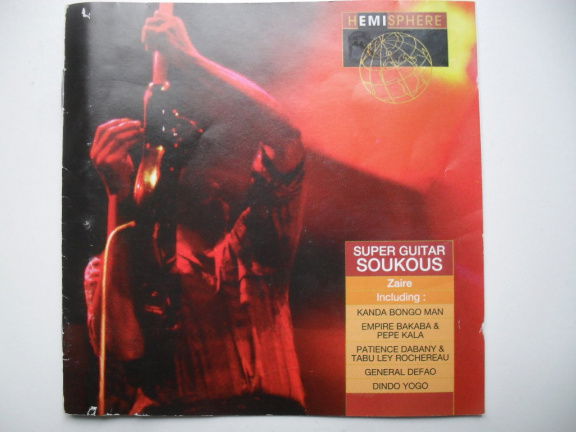 HEMISPHERE
SUPER GUITAR
SOUKOUS
Zaire
Including :
KANDA BONGO MAN
EMPIRE BAKABA &
PEPE KALA
PATIENCE DABANY &
TABU LEY ROCHEREAU
GENERAL DEFAO
DINDO YOGO